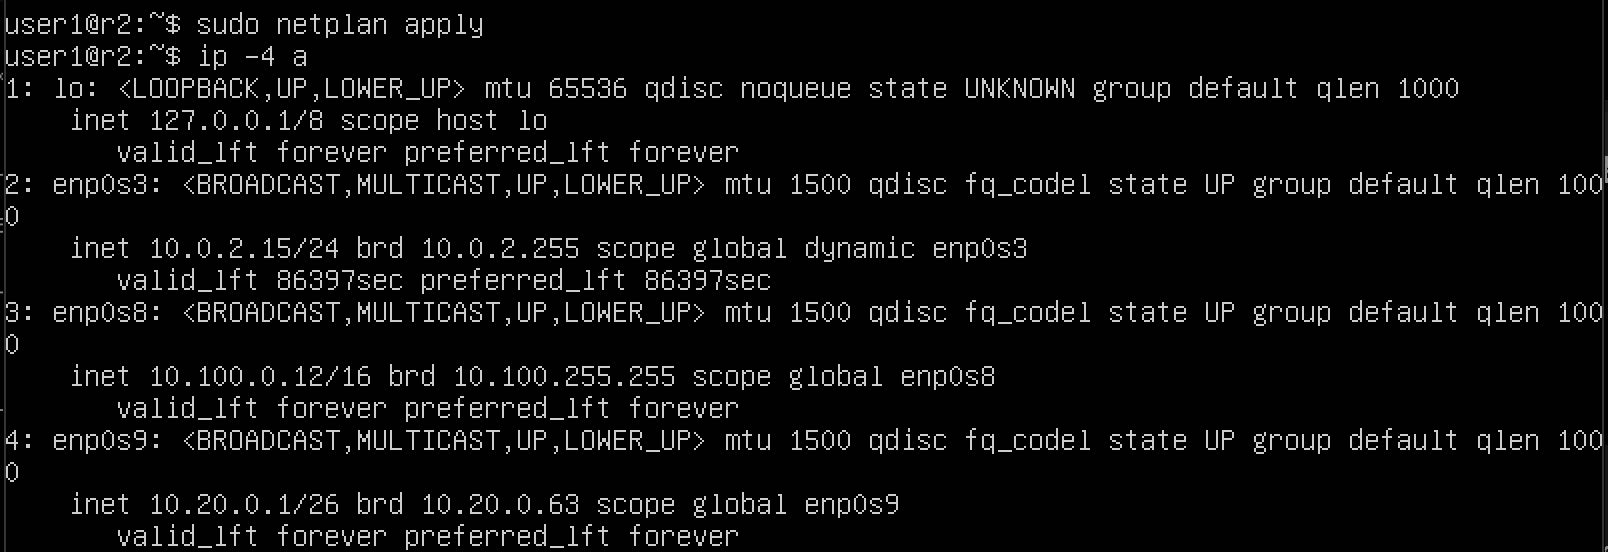 user1@r2:~$ sudo netplan apply
user1@r2:~$ ip -4 a
1: lo: <LOOPBACK,UP,LOWER_UP> mtu 65536 qdisc noqueue state UNKNOWN group default qlen 1000
    inet 127.0.0.1/8 scope host lo
       valid_lft forever preferred_lft forever
2: enp0s3: <BROADCAST,MULTICAST,UP,LOWER_UP> mtu 1500 qdisc fq_codel state UP group default qlen 100
0
    inet 10.0.2.15/24 brd 10.0.2.255 scope global dynamic enp0s3
       valid_lft 86397sec preferred_lft 86397sec
3: enp0s8: <BROADCAST,MULTICAST,UP,LOWER_UP> mtu 1500 qdisc fq_codel state UP group default qlen 100
0
    inet 10.100.0.12/16 brd 10.100.255.255 scope global enp0s8
       valid_lft forever preferred_lft forever
4: enp0s9: <BROADCAST,MULTICAST,UP,LOWER_UP> mtu 1500 qdisc fq_codel state UP group default qlen 100
0
    inet 10.20.0.1/26 brd 10.20.0.63 scope global enp0s9
       valid_lft forever preferred_lft forever